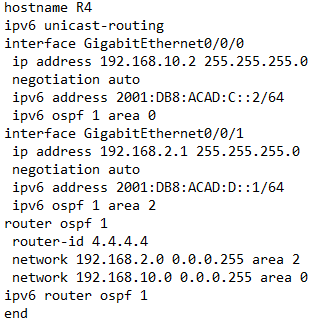 hostname R4
ipv6 unicast-routing
interface GigabitEthernet0/0/0
 ip address 192.168.10.2 255.255.255.0
 negotiation auto
 ipv6 address 2001:DB8:ACAD:C::2/64
 ipv6 ospf 1 area 0
interface GigabitEthernet0/0/1
 ip address 192.168.2.1 255.255.255.0
 negotiation auto
 ipv6 address 2001:DB8:ACAD:D::1/64
 ipv6 ospf 1 area 2
router ospf 1
 router-id 4.4.4.4
 network 192.168.2.0 0.0.0.255 area 2
 network 192.168.10.0 0.0.0.255 area 0
ipv6 router ospf 1
end